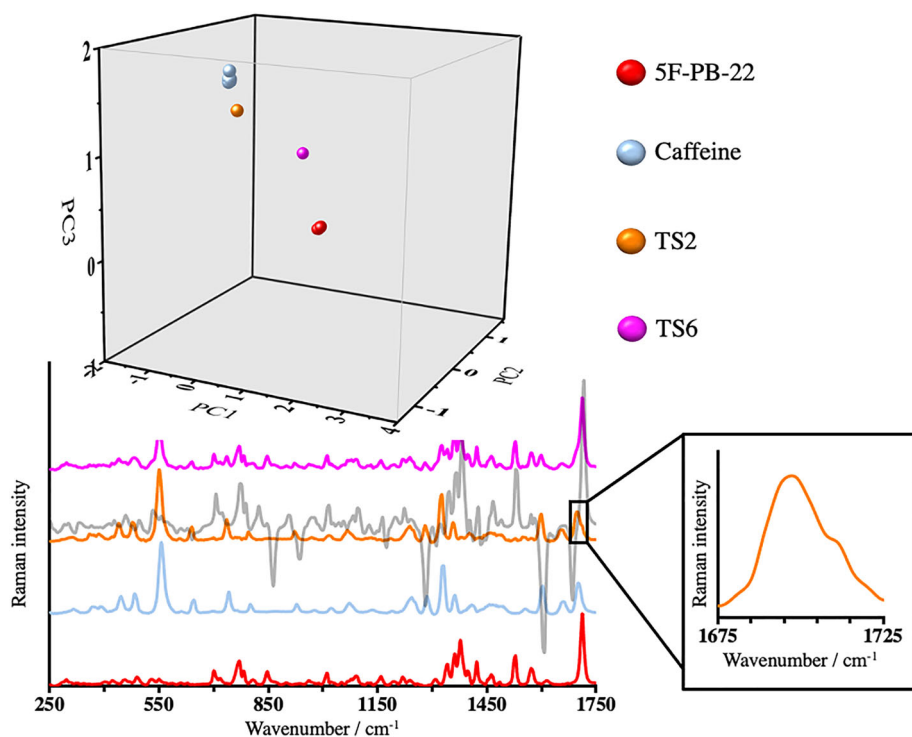 2
1
0
-1
PC3
-2
-1
0
1
2
3
4
PC1
-1
0
1
PC2
5F-PB-22
Caffeine
TS2
TS6
Raman intensity
250
550
850
1150
1450
1750
Wavenumber / cm-1
Raman intensity
1675
1725
Wavenumber / cm-1